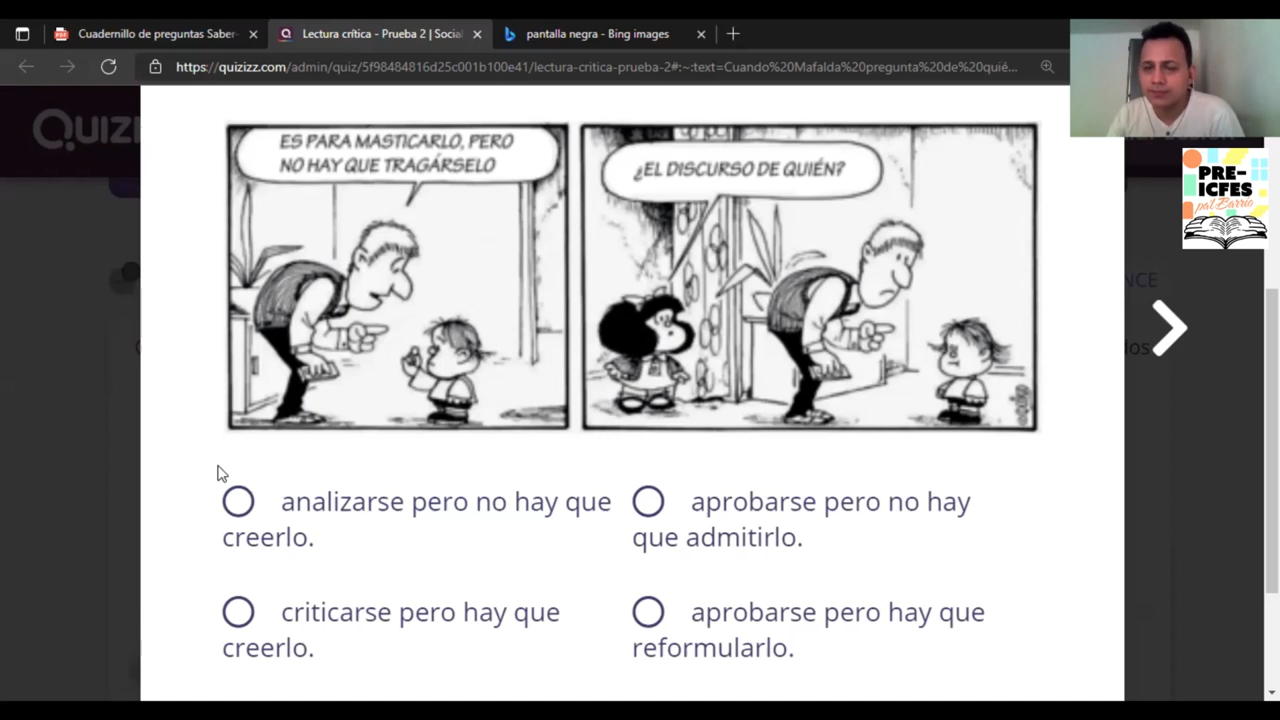 Cuadernillo de preguntas Saber-
Lectura crítica - Prueba 2 | Social
pantalla negra - Bing images
https://quizizz.com/admin/quiz/5f98484816d25c001b100e41/lectura-critica-prueba-2#:~:text=Cuando%20Mafalda%20pregunta%20de%20quié...
QUIZI
ES PARA MASTICARLO, PERO
NO HAY QUE TRAGÁRSELO
¿EL DISCURSO DE QUIÉN?
PRE-
ICFES
pal Barrio
NCE
los
analizarse pero no hay que
creerlo.
aprobarse pero no hay
que admitirlo.
criticarse pero hay que
creerlo.
aprobarse pero hay que
reformularlo.